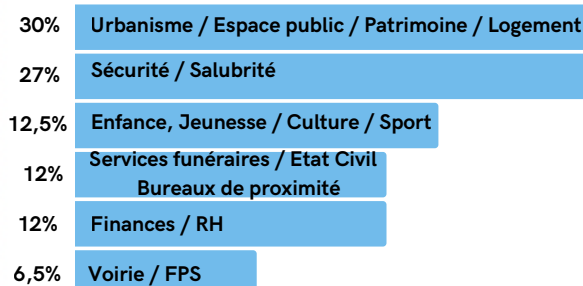 30% Urbanisme / Espace public / Patrimoine / Logement
27% Sécurité / Salubrité
12,5% Enfance, Jeunesse / Culture / Sport
12% Services funéraires / Etat Civil
Bureaux de proximité
12% Finances / RH
6,5% Voirie / FPS